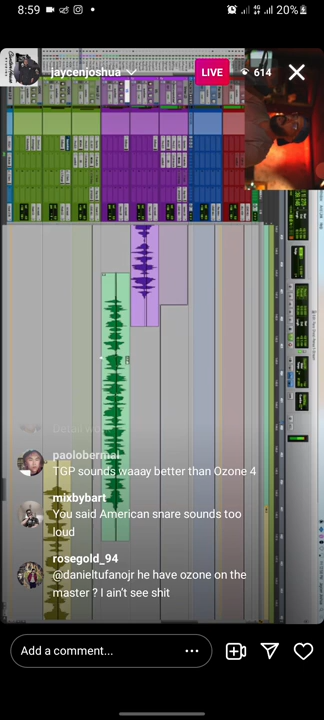 8:59
20%
jaycenjoshua
LIVE
614
paolobermal
TGP sounds waaay better than Ozone 4
mixbybart
You said American snare sounds too
loud
rosegold_94
@danieltufanojr he have ozone on the
master ? I ain't see shit
Add a comment...